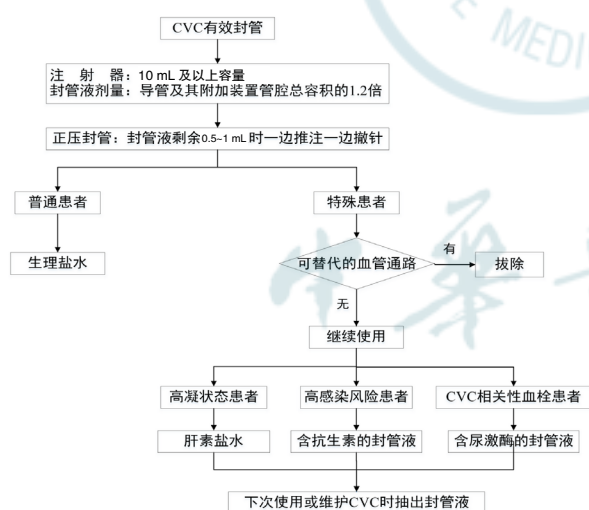 CVC有效封管
注 射 器：10 mL 及以上容量
封管液剂量：导管及其附加装置管腔总容积的1.2倍
正压封管：封管液剩余0.5~1 mL 时一边推注一边撤针
普通患者
特殊患者
生理盐水
可替代的血管通路
有
拔除
无
继续使用
高凝状态患者
高感染风险患者
CVC相关性血栓患者
肝素盐水
含抗生素的封管液
含尿激酶的封管液
下次使用或维护CVC时抽出封管液
E MEDI
中華